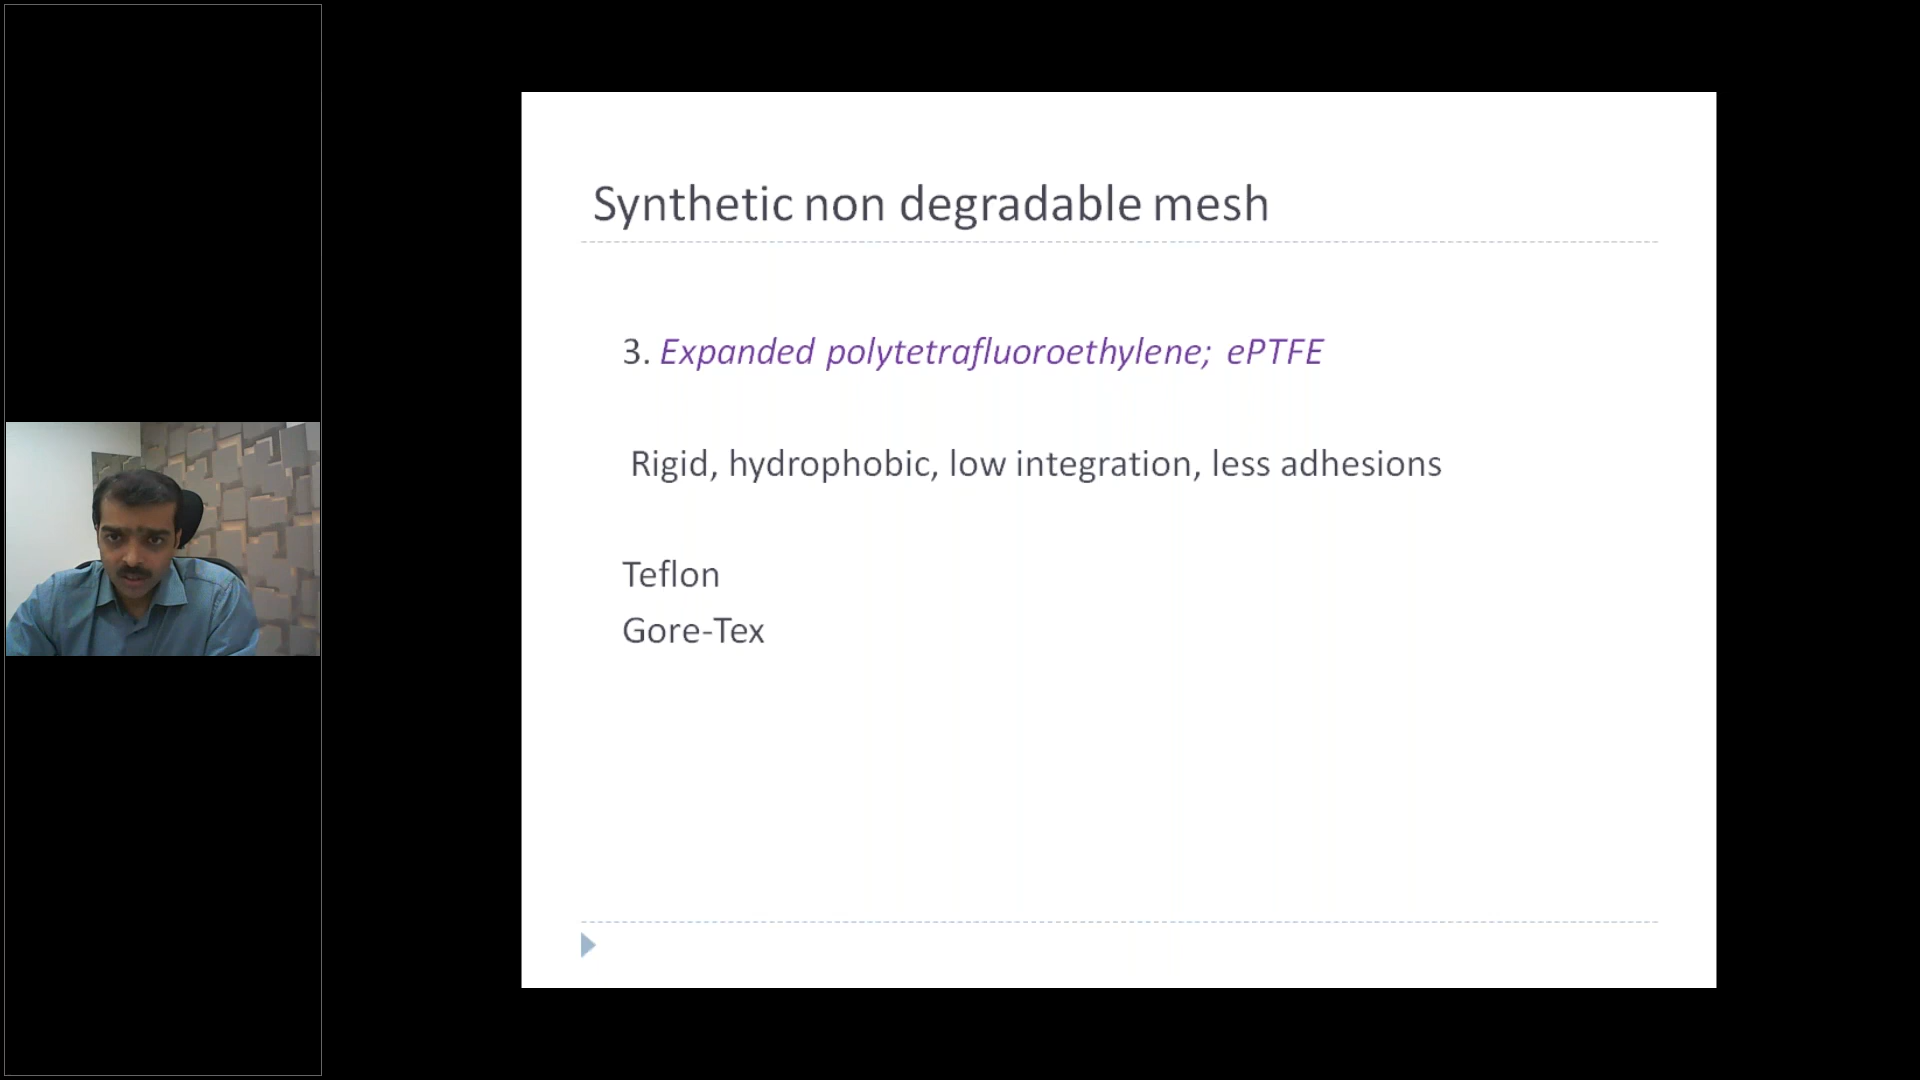 Synthetic non degradable mesh
3. Expanded polytetrafluoroethylene; ePTFE
Rigid, hydrophobic, low integration, less adhesions
Teflon
Gore-Tex